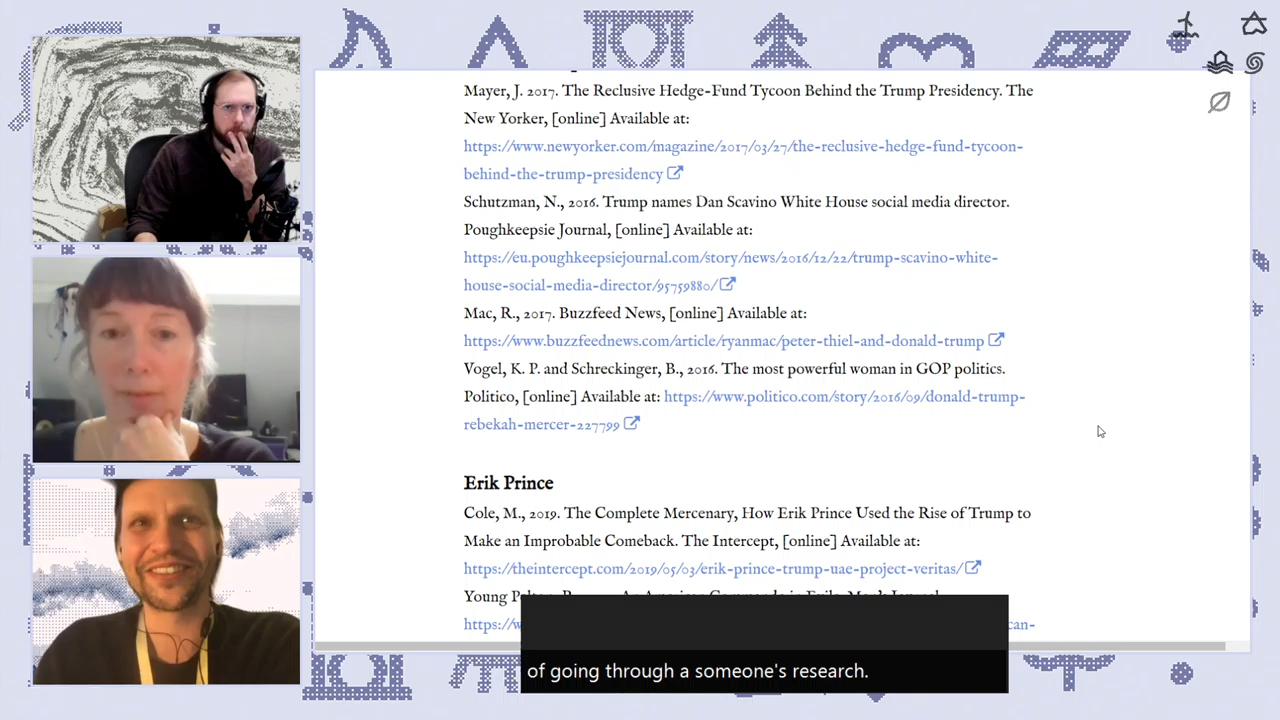 Mayer, J. 2017. The Reclusive Hedge-Fund Tycoon Behind the Trump Presidency. The
New Yorker, [online] Available at:
https://www.newyorker.com/magazine/2017/03/27/the-reclusive-hedge-fund-tycoon-
behind-the-trump-presidency
Schutzman, N., 2016. Trump names Dan Scavino White House social media director.
Poughkeepsie Journal, [online] Available at:
https://eu.poughkeepsiejournal.com/story/news/2016/12/22/trump-scavino-white-
house-social-media-director/95759880/
Mac, R., 2017. Buzzfeed News, [online] Available at:
https://www.buzzfeednews.com/article/ryanmac/peter-thiel-and-donald-trump
Vogel, K. P. and Schreckinger, B., 2016. The most powerful woman in GOP politics.
Politico, [online] Available at: https://www.politico.com/story/2016/09/donald-trump-
rebekah-mercer-227799
Erik Prince
Cole, M., 2019. The Complete Mercenary, How Erik Prince Used the Rise of Trump to
Make an Improbable Comeback. The Intercept, [online] Available at:
https://theintercept.com/2019/05/03/erik-prince-trump-uae-project-veritas/
Young
https://w
can-
of going through a someone's research.